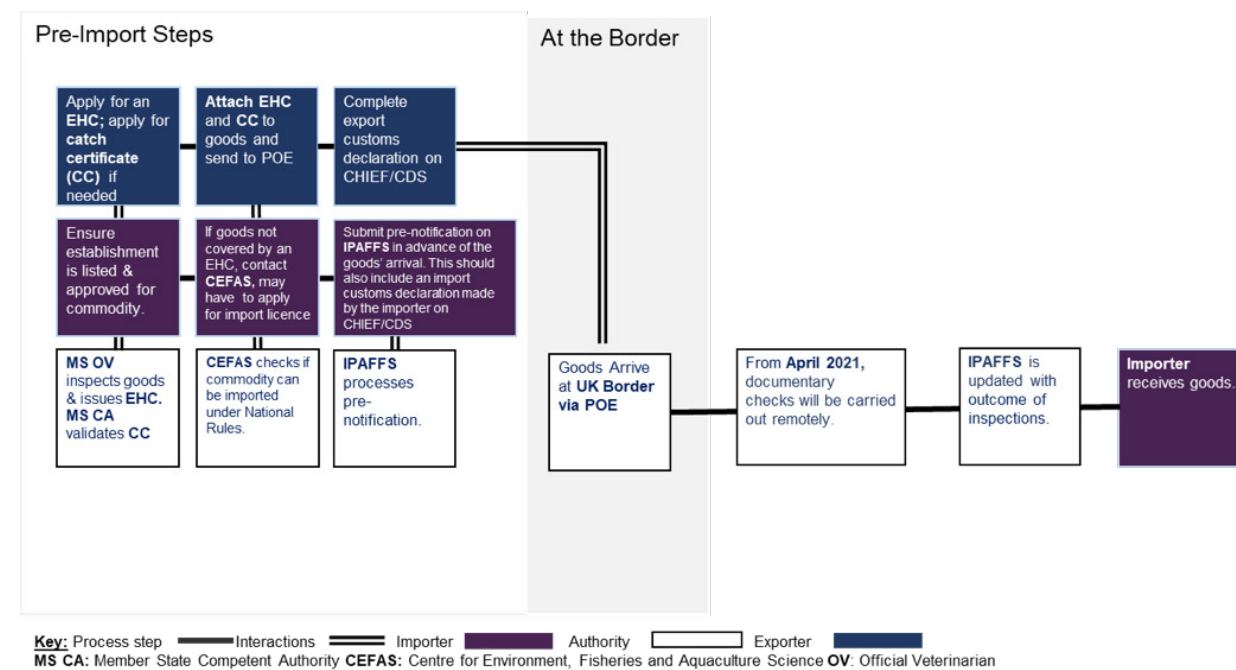 Pre-Import Steps
At the Border
Apply for an
EHC; apply for
catch
certificate
(CC) if
needed
Attach EHC
and CC to
goods and
send to POE
Complete
export
customs
declaration on
CHIEF/CDS
Ensure
establishment
is listed &
approved for
commodity.
If goods not
covered by an
EHC, contact
CEFAS, may
have to apply
for import licence
Submit pre-notification on
IPAFFS in advance of the
goods' arrival. This should
also include an import
customs declaration made
by the importer on
CHIEF/CDS
MS OV
inspects goods
& issues EHC.
MS CA
validates CC
CEFAS checks if
commodity can
be imported
under National
Rules.
IPAFFS
processes
pre-
notification.
Goods Arrive
at UK Border
via POE
From April 2021,
documentary
checks will be carried
out remotely.
IPAFFS is
updated with
outcome of
inspections.
Importer
receives goods.
Key: Process step Interactions Importer Authority Exporter
MS CA: Member State Competent Authority CEFAS: Centre for Environment, Fisheries and Aquaculture Science OV: Official Veterinarian